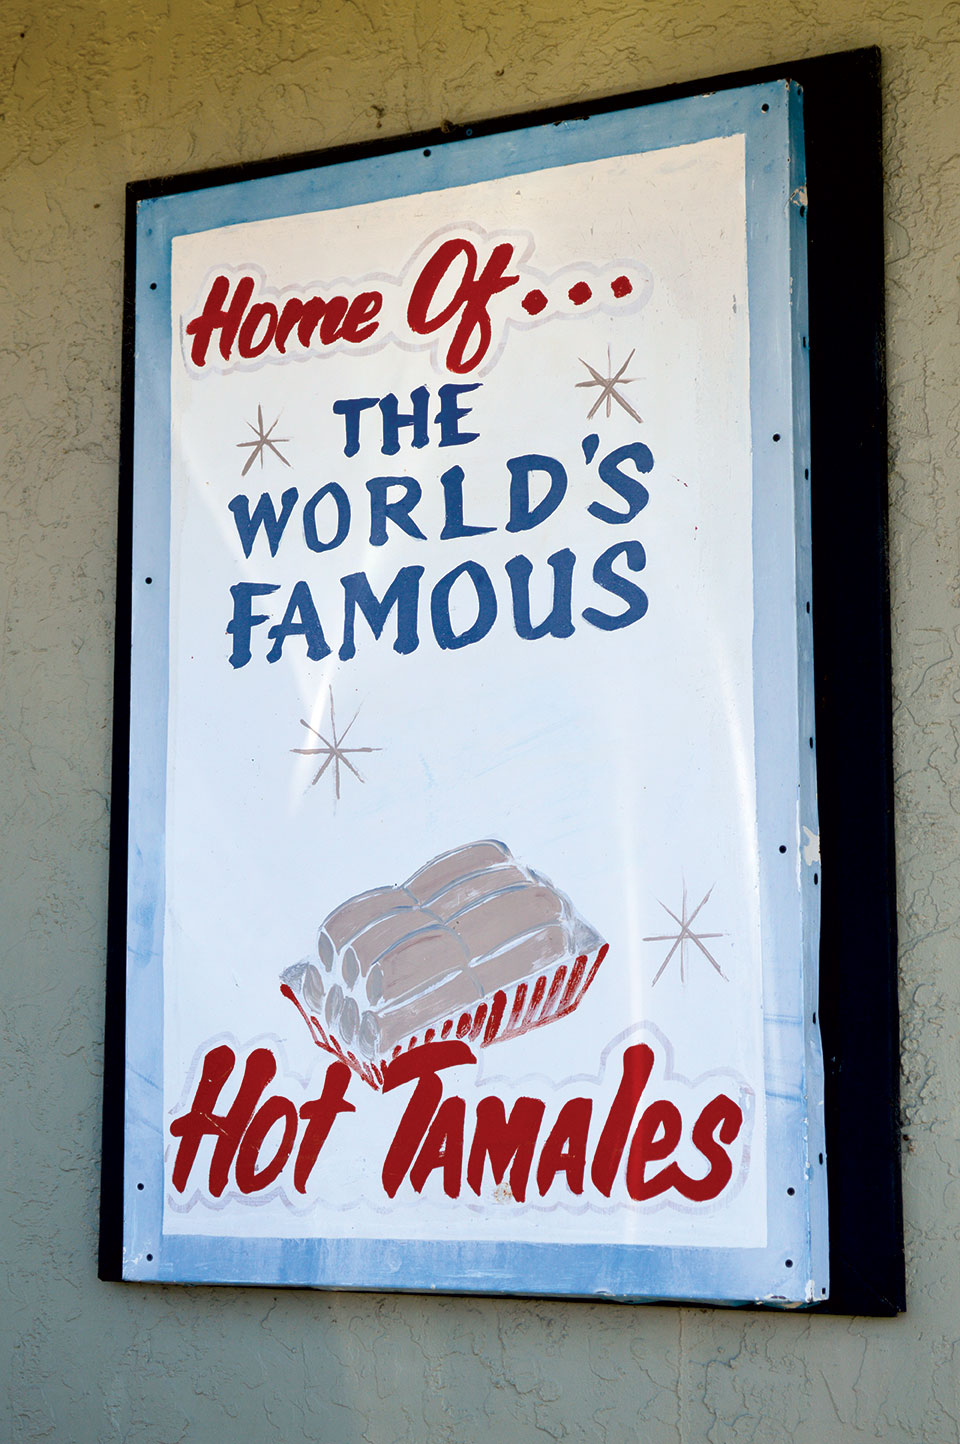 Home Of...
THE
WORLD'S
FAMOUS
Hot TAMAles